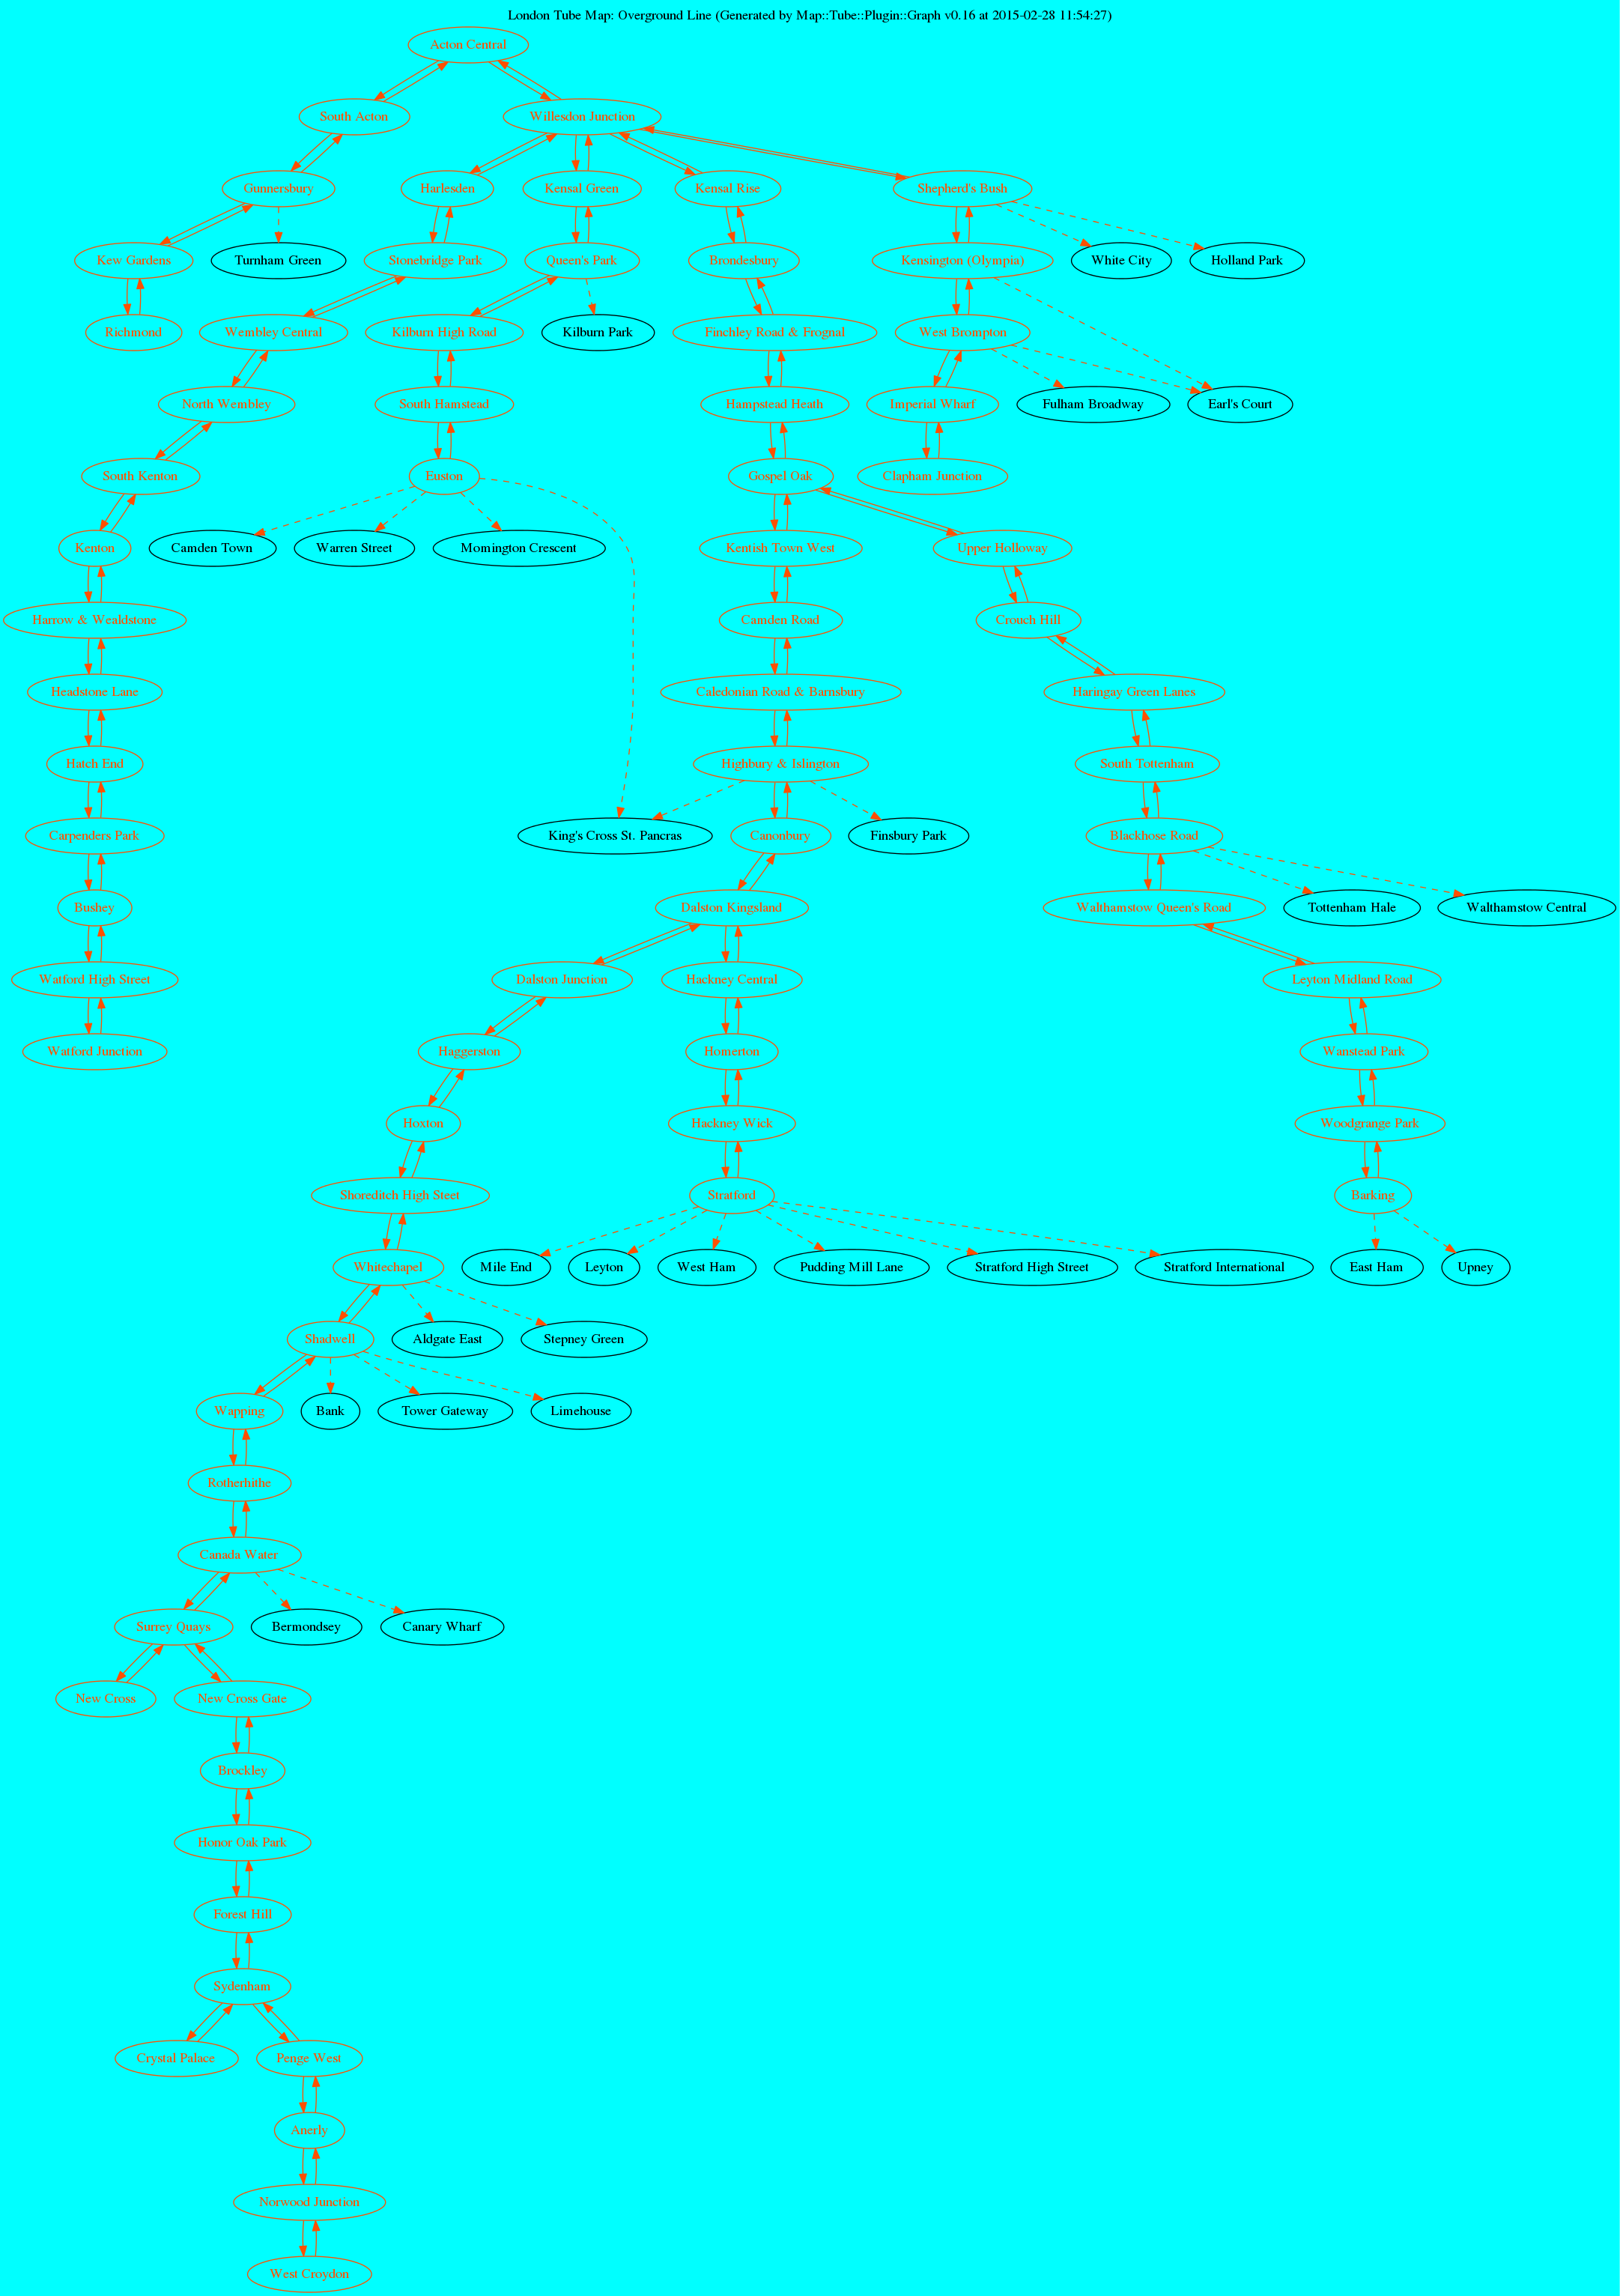 London Tube Map: Overground Line (Generated by Map::Tube::Plugin::Graph v0.16 at 2015-02-28 11:54:27)
Acton Central
South Acton
Willesdon Junction
Gunnersbury
Harlesden
Kensal Green
Kensal Rise
Shepherd's Bush
Kew Gardens
Turnham Green
Stonebridge Park
Queen's Park
Brondesbury
Kensington (Olympia)
White City
Holland Park
Richmond
Wembley Central
Kilburn High Road
Kilburn Park
Finchley Road & Frognal
West Brompton
North Wembley
South Hamstead
Hampstead Heath
Imperial Wharf
Fulham Broadway
Earl's Court
South Kenton
Euston
Gospel Oak
Clapham Junction
Kenton
Camden Town
Warren Street
Mornington Crescent
Kentish Town West
Upper Holloway
Harrow & Wealdstone
Camden Road
Crouch Hill
Headstone Lane
Caledonian Road & Barnsbury
Haringay Green Lanes
Hatch End
Highbury & Islington
South Tottenham
Carpenders Park
King's Cross St. Pancras
Canonbury
Finsbury Park
Blackhose Road
Bushey
Dalston Kingsland
Walthamstow Queen's Road
Tottenham Hale
Walthamstow Central
Watford High Street
Dalston Junction
Hackney Central
Leyton Midland Road
Watford Junction
Haggerston
Homerton
Wanstead Park
Hoxton
Hackney Wick
Woodgrange Park
Shoreditch High Steet
Stratford
Barking
Whitechapel
Mile End
Leyton
West Ham
Pudding Mill Lane
Stratford High Street
Stratford International
East Ham
Upney
Shadwell
Aldgate East
Stepney Green
Wapping
Bank
Tower Gateway
Limehouse
Rotherhithe
Canada Water
Surrey Quays
Bermondsey
Canary Wharf
New Cross
New Cross Gate
Brockley
Honor Oak Park
Forest Hill
Sydenham
Crystal Palace
Penge West
Anerly
Norwood Junction
West Croydon